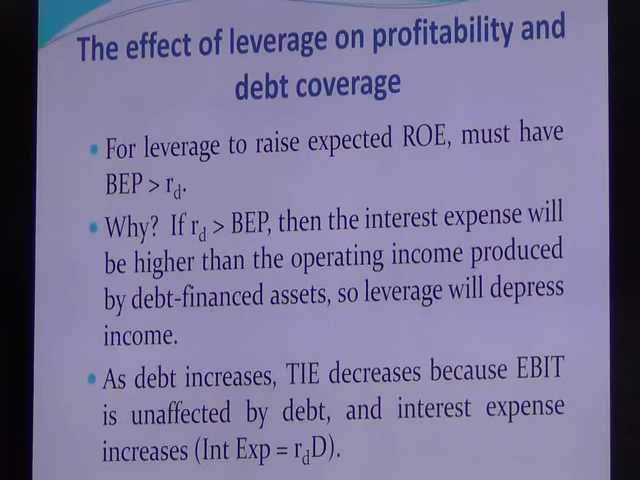 The effect of leverage on profitability and
debt coverage
• For leverage to raise expected ROE, must have
BEP > rd.
• Why? If rd > BEP, then the interest expense will
be higher than the operating income produced
by debt-financed assets, so leverage will depress
income.
• As debt increases, TIE decreases because EBIT
is unaffected by debt, and interest expense
increases (Int Exp = rdD).